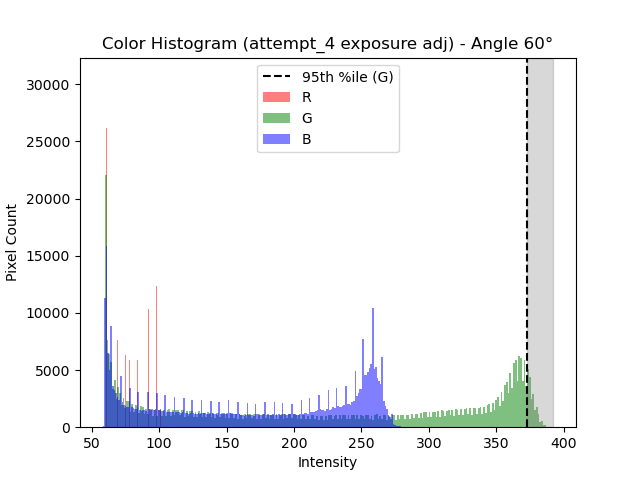 Color Histogram (attempt_4 exposure adj) - Angle 60°
30000
25000
20000
15000
10000
5000
0
Pixel Count
95th %ile (G)
R
G
B
50
100
150
200
250
300
350
400
Intensity